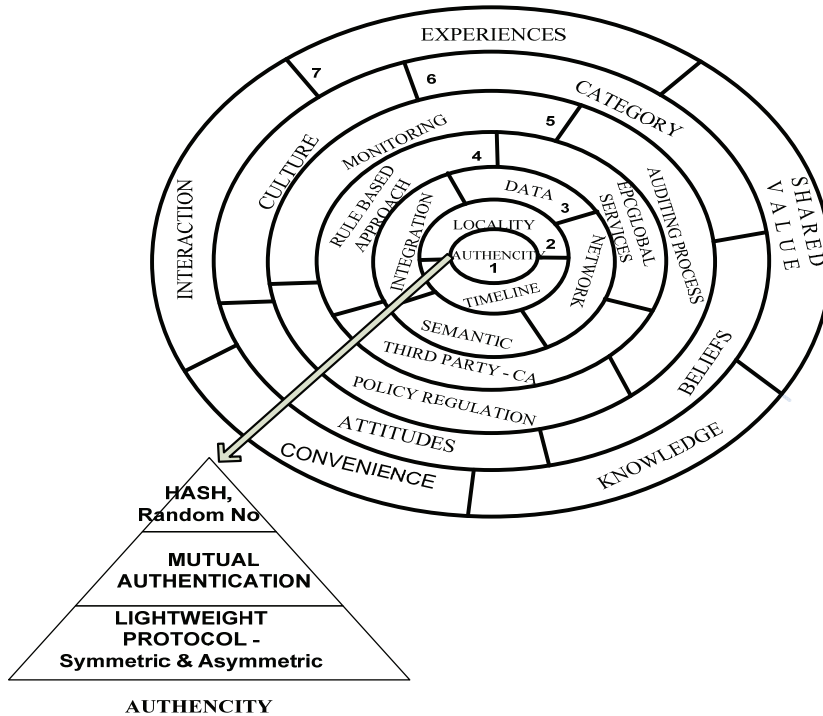 EXPERIENCES
7
6
CATEGORY
5
MONITORING
CULTURE
4
RULE BASED
APPROACH
DATA
3
EPCGLOBAL
SERVICES
AUDITING PROCESS
SHARED
VALUE
INTERACTION
INTEGRATION
LOCALITY
2
AUTHENCITY
1
NETWORK
TIMELINE
SEMANTIC
THIRD PARTY - CA
POLICY REGULATION
BELIEFS
ATTITUDES
CONVENIENCE
KNOWLEDGE
HASH,
Random No
MUTUAL
AUTHENTICATION
LIGHTWEIGHT
PROTOCOL -
Symmetric & Asymmetric
AUTHENCITY